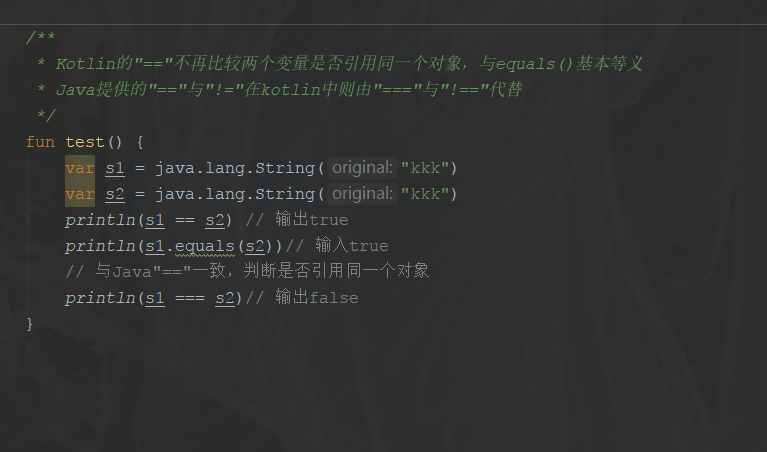 /**
 * Kotlin的"=="不再比较两个变量是否引用同一个对象，与equals()基本等义
 * Java提供的"=="与"!="在kotlin中则由"==="与"!=="代替
 */
fun test() {
    var s1 = java.lang.String( original: "kkk")
    var s2 = java.lang.String( original: "kkk")
    println(s1 == s2) // 输出true
    println(s1.equals(s2))// 输入true
    // 与Java"=="一致，判断是否引用同一个对象
    println(s1 === s2)// 输出false
}